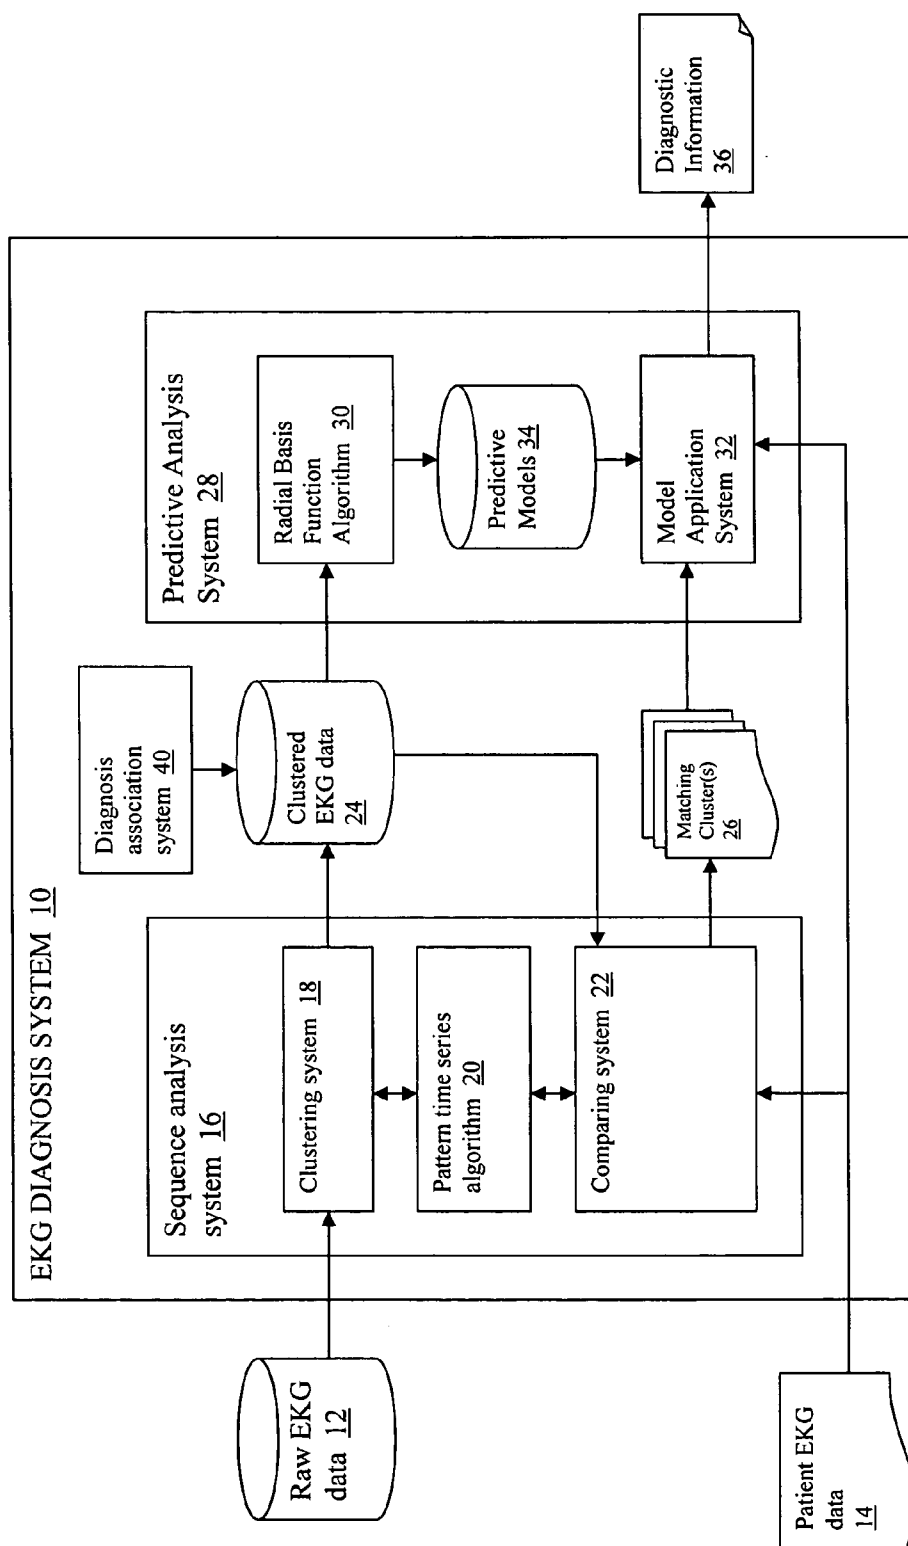 EKG DIAGNOSIS SYSTEM 10
Raw EKG
data 12
Patient EKG
data
14
Sequence analysis
system 16
Clustering system 18
Pattern time series
algorithm 20
Comparing system 22
Diagnosis
association
system 40
Clustered
EKG data
24
Matching
Cluster(s)
26
Predictive Analysis
System 28
Radial Basis
Function
Algorithm 30
Predictive
Models 34
Model
Application
System 32
Diagnostic
Information
36